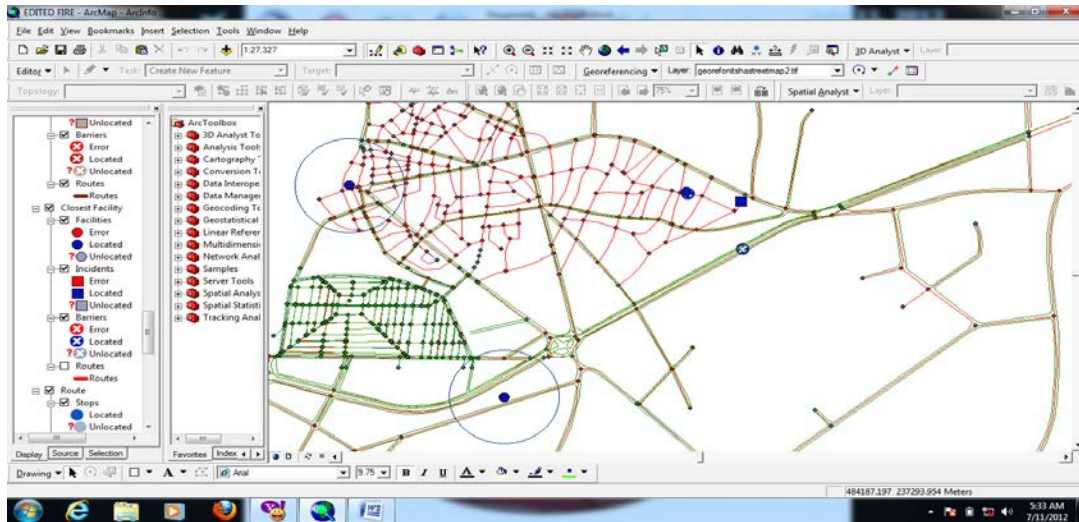 EDITED FIRE - ArcMap - ArcInfo
File Edit View Bookmarks Insert Selection Tools Window Help
1:27,327
3D Analyst Layer:
Editor Task: Create New Feature Target: Georeferencing Layer: georefonitshastreetmap2.tif
Topology: 75% Spatial Analyst Layer:
? Unlocated
Barriers
Error
Located
? Unlocated
Routes
Routes
Closest Facility
Facilities
Error
Located
? Unlocated
Incidents
Error
Located
? Unlocated
Barriers
Error
Located
? Unlocated
Routes
Routes
Route
Stops
Located
? Unlocated
Display Source Selection
ArcToolbox
3D Analyst To
Analysis Tool
Cartography
Conversion T
Data Interope
Data Manager
Geocoding To
Geostatistical
Linear Referer
Multidimensi
Network Anal
Samples
Server Tools
Spatial Analys
Spatial Statisti
Tracking Anal
Favorites Index
Drawing A Arial 9.75 B I U A
484187.197 237293.954 Meters
5:33 AM
7/11/2012